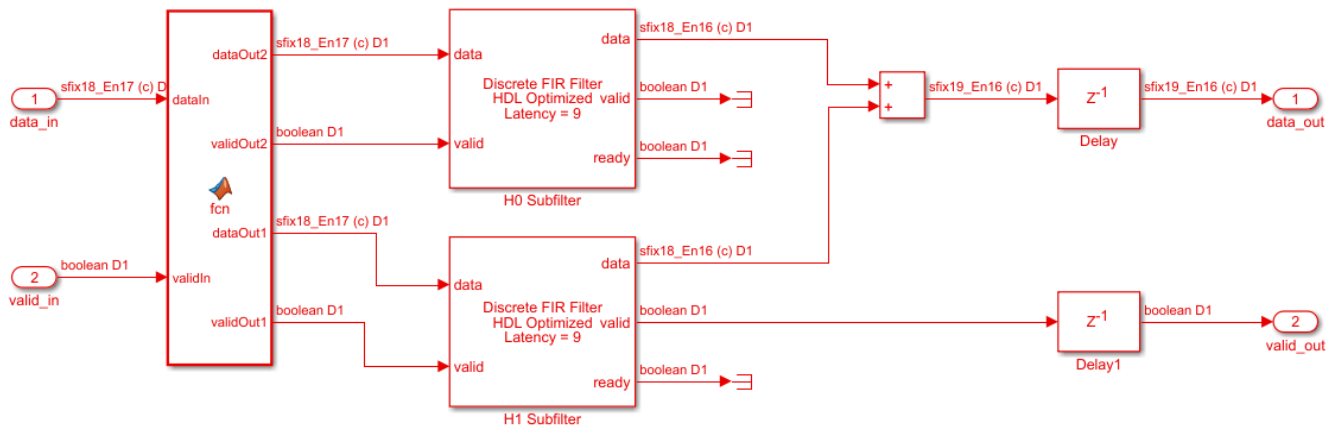 1
data_in
sfix18_En17 (c) D
dataIn
2
valid_in
boolean D1
validIn
fcn
dataOut2
validOut2
dataOut1
validOut1
sfix18_En17 (c) D1
boolean D1
sfix18_En17 (c) D1
boolean D1
data
valid
Discrete FIR Filter
HDL Optimized
Latency = 9
data
valid
ready
H0 Subfilter
sfix18_En16 (c) D1
boolean D1
boolean D1
data
valid
Discrete FIR Filter
HDL Optimized
Latency = 9
data
valid
ready
H1 Subfilter
sfix18_En16 (c) D1
boolean D1
boolean D1
+
+
sfix19_En16 (c) D1
z-1
Delay
sfix19_En16 (c) D1
1
data_out
z-1
Delay1
boolean D1
2
valid_out